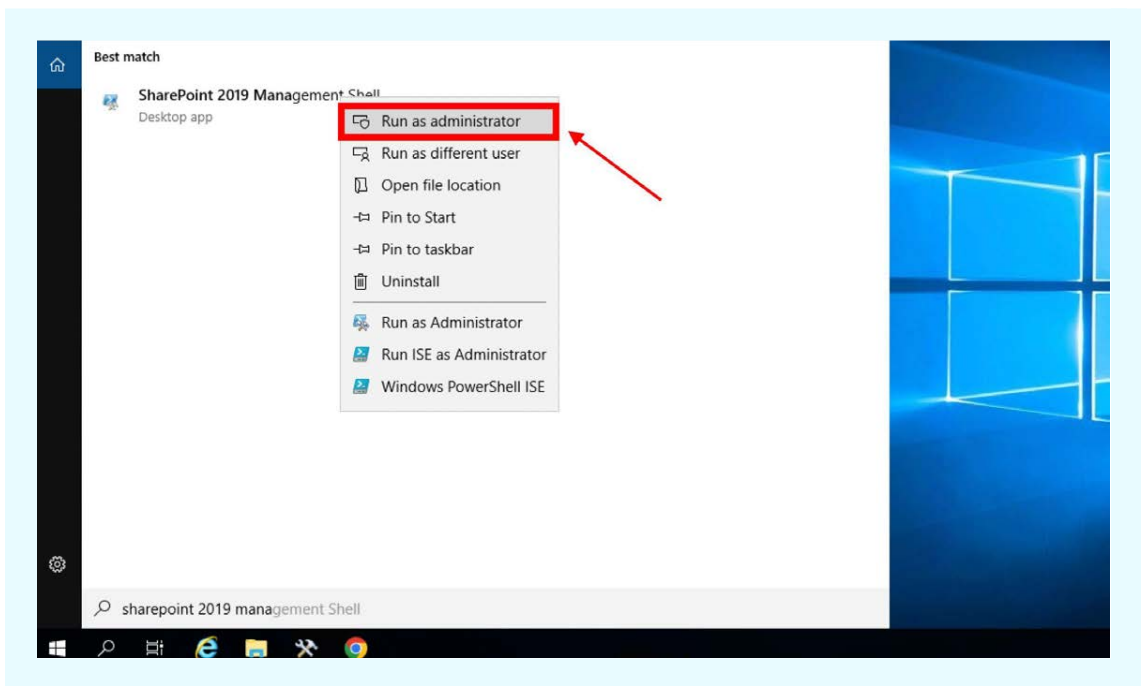 Best match
SharePoint 2019 Management Shell
Desktop app
Run as administrator
Run as different user
Open file location
Pin to Start
Pin to taskbar
Uninstall
Run as Administrator
Run ISE as Administrator
Windows PowerShell ISE
sharepoint 2019 management Shell